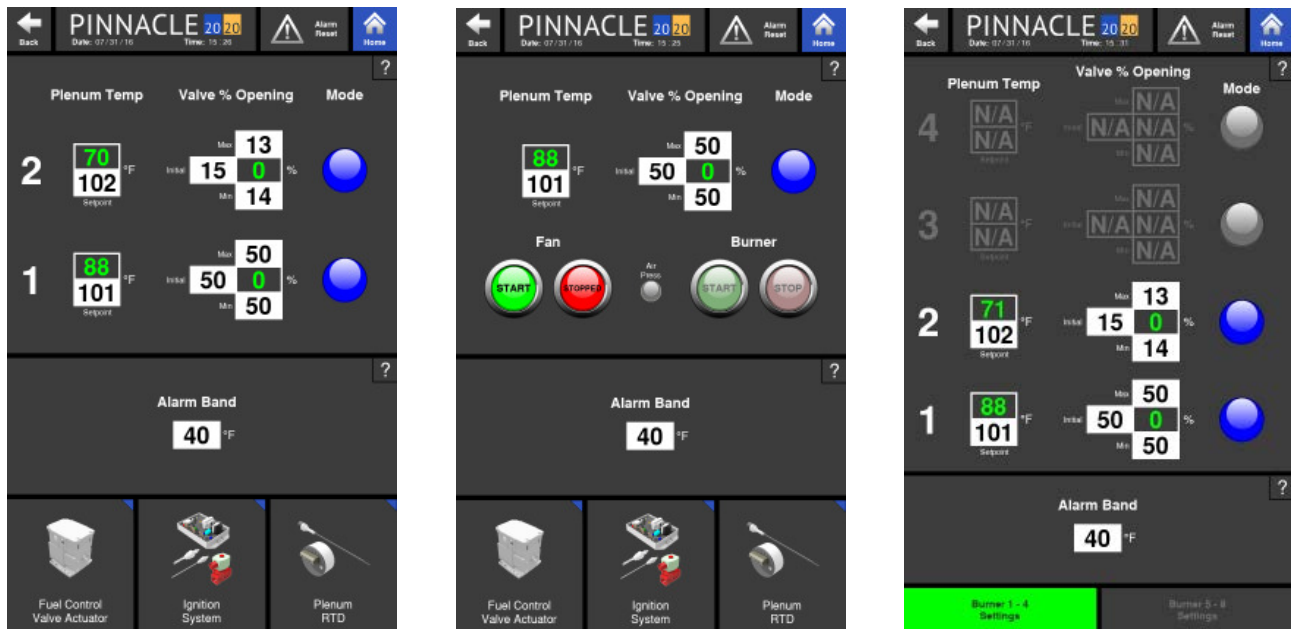 Back
PINNACLE 20 20
Date: 07/31/16 Time: 15:26
Alarm Reset
Home
?
Plenum Temp Valve % Opening Mode
2
70 °F
102
Setpoint
Max 13
Initial 15 0 %
Min 14
1
88 °F
101
Setpoint
Max 50
Initial 50 0 %
Min 50
?
Alarm Band
40 °F
Fuel Control
Valve Actuator
Ignition
System
Plenum
RTD
Back
PINNACLE 20 20
Date: 07/31/16 Time: 15:25
Alarm Reset
Home
?
Plenum Temp Valve % Opening Mode
88 °F
101
Setpoint
Max 50
Initial 50 0 %
Min 50
Fan Burner
START STOPPED
Air
Press
START STOP
?
Alarm Band
40 °F
Fuel Control
Valve Actuator
Ignition
System
Plenum
RTD
Back
PINNACLE 20 20
Date: 07/31/16 Time: 15:31
Alarm Reset
Home
?
Plenum Temp Valve % Opening Mode
4
N/A °F
N/A
Setpoint
Max N/A
Initial N/A N/A %
Min N/A
3
N/A °F
N/A
Setpoint
Max N/A
Initial N/A N/A %
Min N/A
2
71 °F
102
Setpoint
Max 13
Initial 15 0 %
Min 14
1
88 °F
101
Setpoint
Max 50
Initial 50 0 %
Min 50
?
Alarm Band
40 °F
Burner 1 - 4
Settings
Burner 5 - 8
Settings